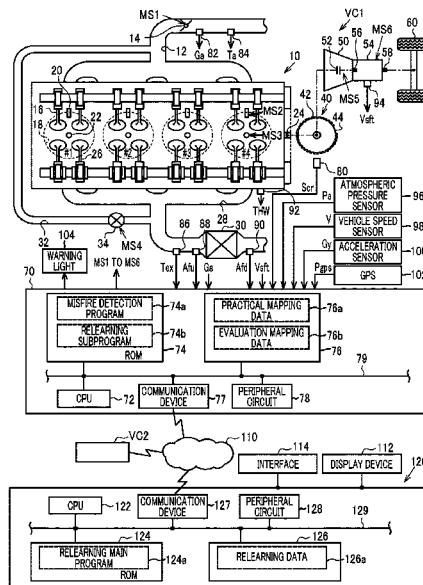 MS1
VC1
14
12
Ga
82
Ta
84
10
MS6
60
50
54
52
56
58
20
MS2
24
40
MS5
94
Vsft
16
22
42
44
18
MS3
#1
#2
#3
#4
26
80
Scr
92
28
THW
32
34
MS4
86
88
30
90
104
WARNING LIGHT
MS1 TO MS6
Tex
Afu
Gs
Afd
Vsft
Pa
ATMOSPHERIC PRESSURE SENSOR
96
V
VEHICLE SPEED SENSOR
98
Gy
ACCELERATION SENSOR
100
Pgps
GPS
102
70
MISFIRE DETECTION PROGRAM
74a
RELEARNING SUBPROGRAM
74b
ROM
74
PRACTICAL MAPPING DATA
76a
EVALUATION MAPPING DATA
76b
76
79
CPU
72
COMMUNICATION DEVICE
77
PERIPHERAL CIRCUIT
78
VC2
110
114
INTERFACE
112
DISPLAY DEVICE
120
CPU
122
COMMUNICATION DEVICE
127
PERIPHERAL CIRCUIT
128
129
124
RELEARNING MAIN PROGRAM
124a
ROM
126
RELEARNING DATA
126a